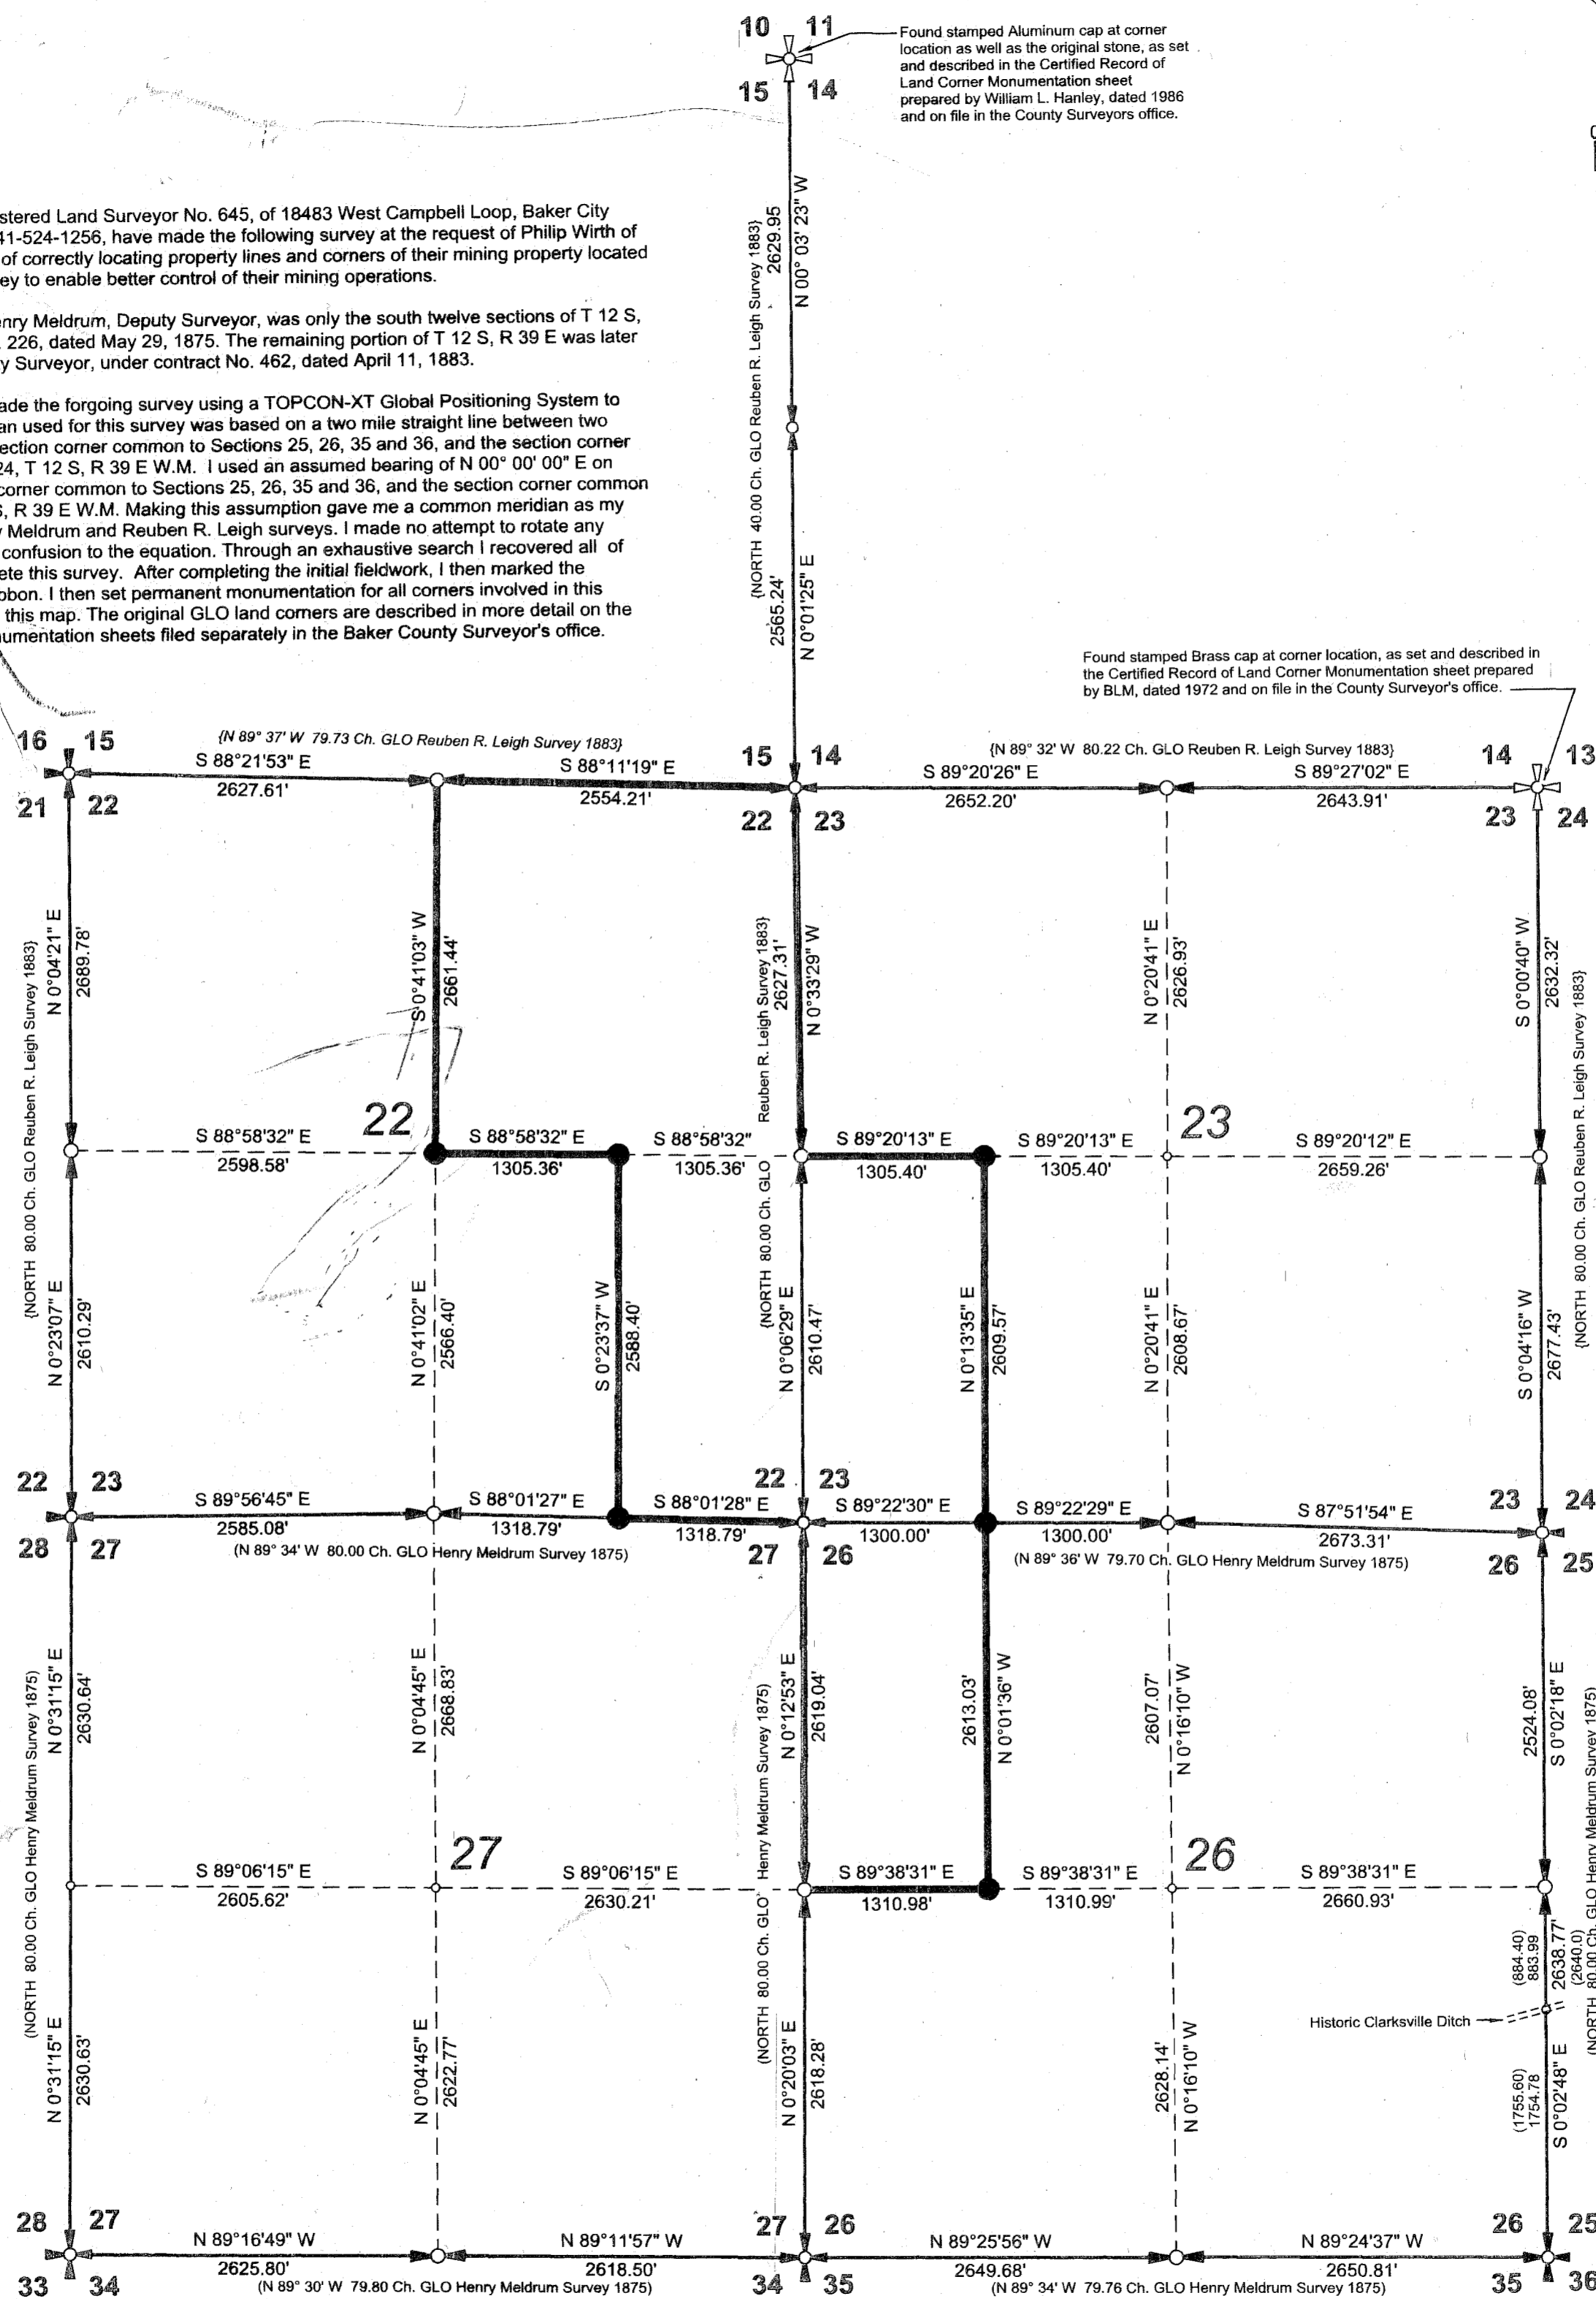 10 11
15 14
Found stamped Aluminum cap at corner
location as well as the original stone, as set
and described in the Certified Record of
Land Corner Monumentation sheet
prepared by William L. Hanley, dated 1986
and on file in the County Surveyors office.
stered Land Surveyor No. 645, of 18483 West Campbell Loop, Baker City
41-524-1256, have made the following survey at the request of Philip Wirth of
of correctly locating property lines and corners of their mining property located
ey to enable better control of their mining operations.
enry Meldrum, Deputy Surveyor, was only the south twelve sections of T 12 S,
226, dated May 29, 1875. The remaining portion of T 12 S, R 39 E was later
y Surveyor, under contract No. 462, dated April 11, 1883.
ade the forgoing survey using a TOPCON-XT Global Positioning System to
an used for this survey was based on a two mile straight line between two
ection corner common to Sections 25, 26, 35 and 36, and the section corner
24, T 12 S, R 39 E W.M. I used an assumed bearing of N 00° 00' 00" E on
corner common to Sections 25, 26, 35 and 36, and the section corner common
S, R 39 E W.M. Making this assumption gave me a common meridian as my
y Meldrum and Reuben R. Leigh surveys. I made no attempt to rotate any
confusion to the equation. Through an exhaustive search I recovered all of
ete this survey. After completing the initial fieldwork, I then marked the
bbon. I then set permanent monumentation for all corners involved in this
this map. The original GLO land corners are described in more detail on the
umentation sheets filed separately in the Baker County Surveyor's office.
{NORTH 40.00 Ch. GLO Reuben R. Leigh Survey 1883}
2629.95
N 00° 03' 23" W
2565.24'
N 0°01'25" E
Found stamped Brass cap at corner location, as set and described in
the Certified Record of Land Corner Monumentation sheet prepared
by BLM, dated 1972 and on file in the County Surveyor's office.
16 15
21 22
{N 89° 37' W 79.73 Ch. GLO Reuben R. Leigh Survey 1883}
S 88°21'53" E
2627.61'
S 88°11'19" E
2554.21'
15 14
22 23
{N 89° 32' W 80.22 Ch. GLO Reuben R. Leigh Survey 1883}
S 89°20'26" E
2652.20'
S 89°27'02" E
2643.91'
14 13
23 24
{NORTH 80.00 Ch. GLO Reuben R. Leigh Survey 1883}
N 0°04'21" E
2689.78'
S 0°41'03" W
2661.44'
{NORTH 80.00 Ch. GLO Reuben R. Leigh Survey 1883}
2627.31'
N 0°33'29" W
N 0°20'41" E
2626.93'
S 0°00'40" W
2632.32'
{NORTH 80.00 Ch. GLO Reuben R. Leigh Survey 1883}
22
23
S 88°58'32" E
2598.58'
S 88°58'32" E
1305.36'
S 88°58'32"
1305.36'
S 89°20'13" E
1305.40'
S 89°20'13" E
1305.40'
S 89°20'12" E
2659.26'
N 0°23'07" E
2610.29'
N 0°41'02" E
2566.40'
S 0°23'37" W
2588.40'
N 0°06'29" E
2610.47'
N 0°13'35" E
2609.57'
N 0°20'41" E
2608.67'
S 0°04'16" W
2677.43'
22 23
28 27
S 89°56'45" E
2585.08'
S 88°01'27" E
1318.79'
S 88°01'28" E
1318.79'
(N 89° 34' W 80.00 Ch. GLO Henry Meldrum Survey 1875)
22 23
27 26
S 89°22'30" E
1300.00'
S 89°22'29" E
1300.00'
S 87°51'54" E
2673.31'
(N 89° 36' W 79.70 Ch. GLO Henry Meldrum Survey 1875)
23 24
26 25
(NORTH 80.00 Ch. GLO Henry Meldrum Survey 1875)
N 0°31'15" E
2630.64'
N 0°04'45" E
2668.83'
(NORTH 80.00 Ch. GLO Henry Meldrum Survey 1875)
N 0°12'53" E
2619.04'
2613.03'
N 0°01'36" W
2607.07'
N 0°16'10" W
2524.08'
S 0°02'18" E
(NORTH 80.00 Ch. GLO Henry Meldrum Survey 1875)
27
26
S 89°06'15" E
2605.62'
S 89°06'15" E
2630.21'
S 89°38'31" E
1310.98'
S 89°38'31" E
1310.99'
S 89°38'31" E
2660.93'
N 0°31'15" E
2630.63'
N 0°04'45" E
2622.77'
N 0°20'03" E
2618.28'
2628.14'
N 0°16'10" W
(884.40)
883.99
2638.77'
(2640.0)
Historic Clarksville Ditch
(1755.60)
1754.78
S 0°02'48" E
28 27
33 34
N 89°16'49" W
2625.80'
N 89°11'57" W
2618.50'
(N 89° 30' W 79.80 Ch. GLO Henry Meldrum Survey 1875)
27 26
34 35
N 89°25'56" W
2649.68'
N 89°24'37" W
2650.81'
(N 89° 34' W 79.76 Ch. GLO Henry Meldrum Survey 1875)
26 25
35 36